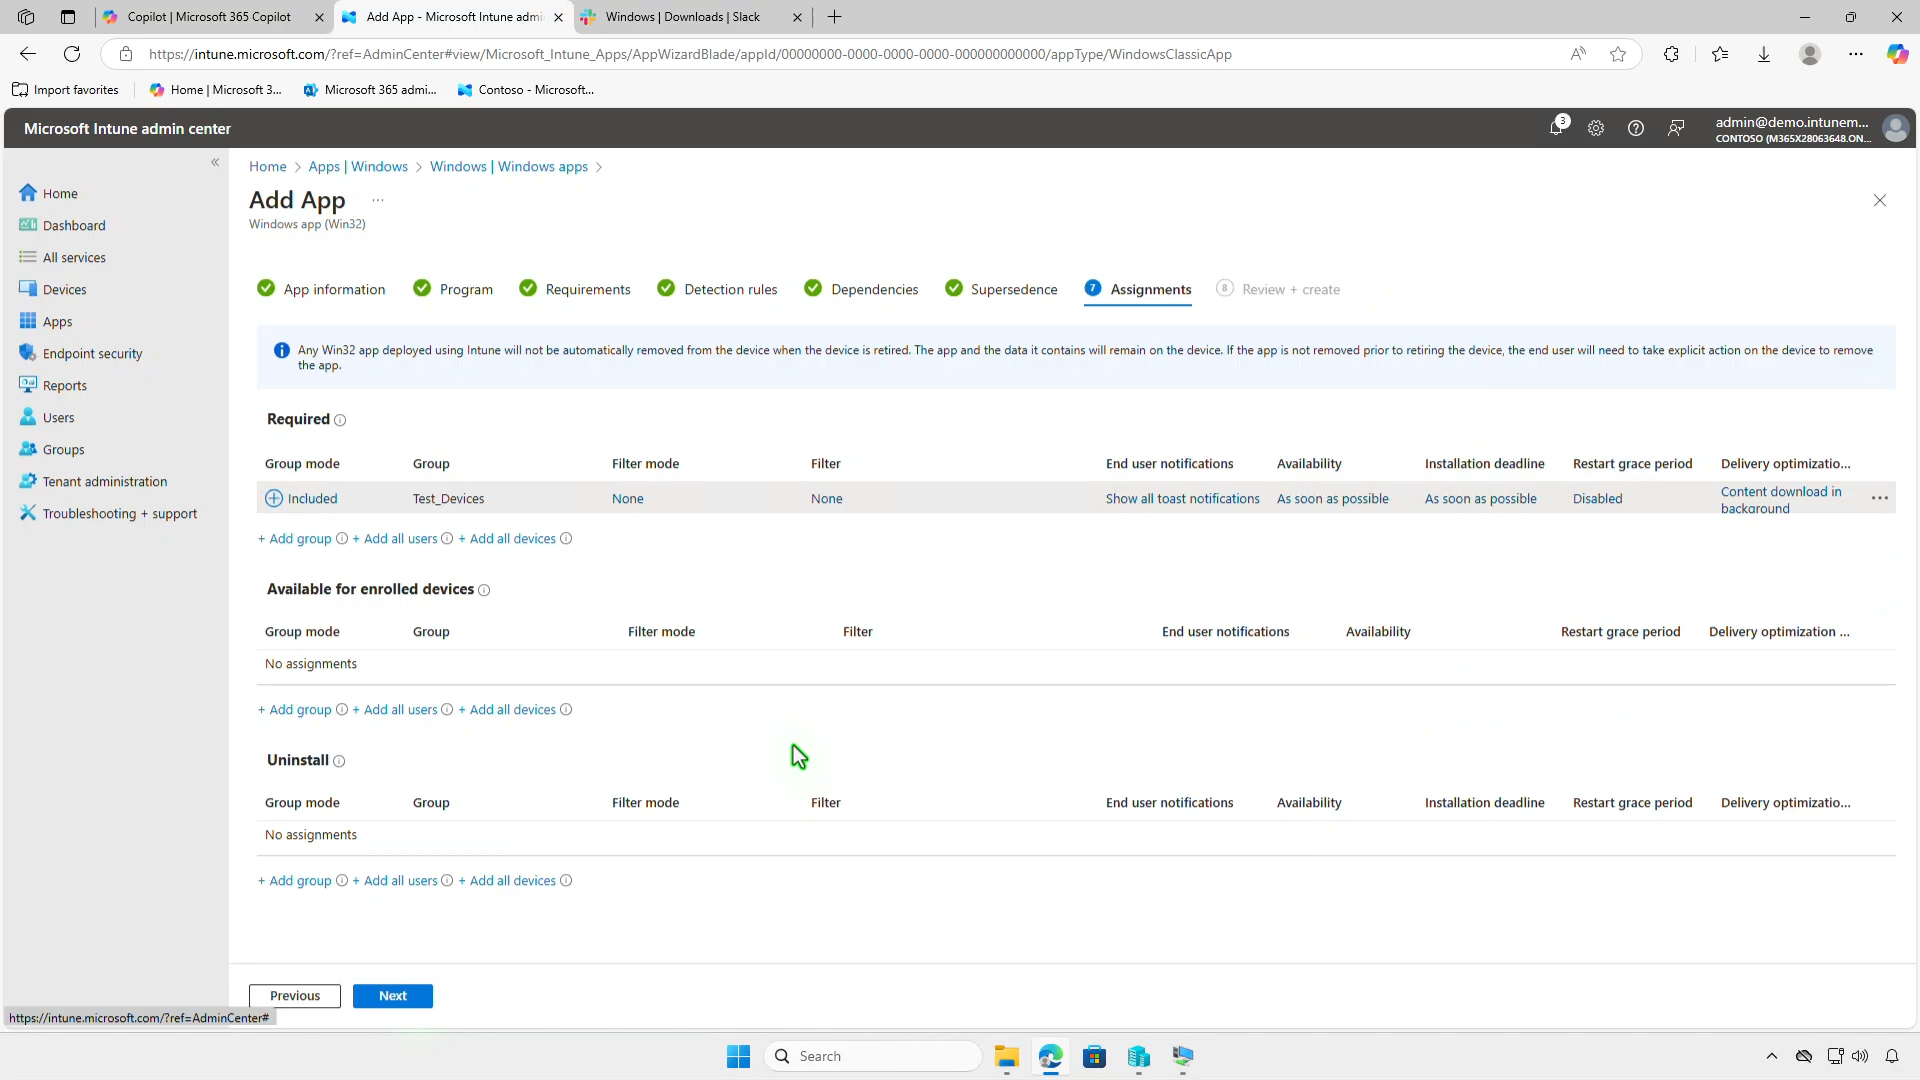 Copilot | Microsoft 365 Copilot
Add App - Microsoft Intune admin
Windows | Downloads | Slack
https://intune.microsoft.com/?ref=AdminCenter#view/Microsoft_Intune_Apps/AppWizardBlade/appId/00000000-0000-0000-0000-000000000000/appType/WindowsClassicApp
Import favorites
Home | Microsoft 3...
Microsoft 365 admi...
Contoso - Microsoft...
Microsoft Intune admin center
3
admin@demo.intunem...
CONTOSO (M365X28063648.ON...
Home
Dashboard
All services
Devices
Apps
Endpoint security
Reports
Users
Groups
Tenant administration
Troubleshooting + support
Home > Apps | Windows > Windows | Windows apps >
Add App ...
Windows app (Win32)
App information Program Requirements Detection rules Dependencies Supersedence 7 Assignments 8 Review + create
Any Win32 app deployed using Intune will not be automatically removed from the device when the device is retired. The app and the data it contains will remain on the device. If the app is not removed prior to retiring the device, the end user will need to take explicit action on the device to remove
the app.
Required
Group mode Group Filter mode Filter End user notifications Availability Installation deadline Restart grace period Delivery optimizatio...
Included Test_Devices None None Show all toast notifications As soon as possible As soon as possible Disabled Content download in
background
+ Add group + Add all users + Add all devices
Available for enrolled devices
Group mode Group Filter mode Filter End user notifications Availability Restart grace period Delivery optimization ...
No assignments
+ Add group + Add all users + Add all devices
Uninstall
Group mode Group Filter mode Filter End user notifications Availability Installation deadline Restart grace period Delivery optimizatio...
No assignments
+ Add group + Add all users + Add all devices
Previous Next
https://intune.microsoft.com/?ref=AdminCenter#
Search